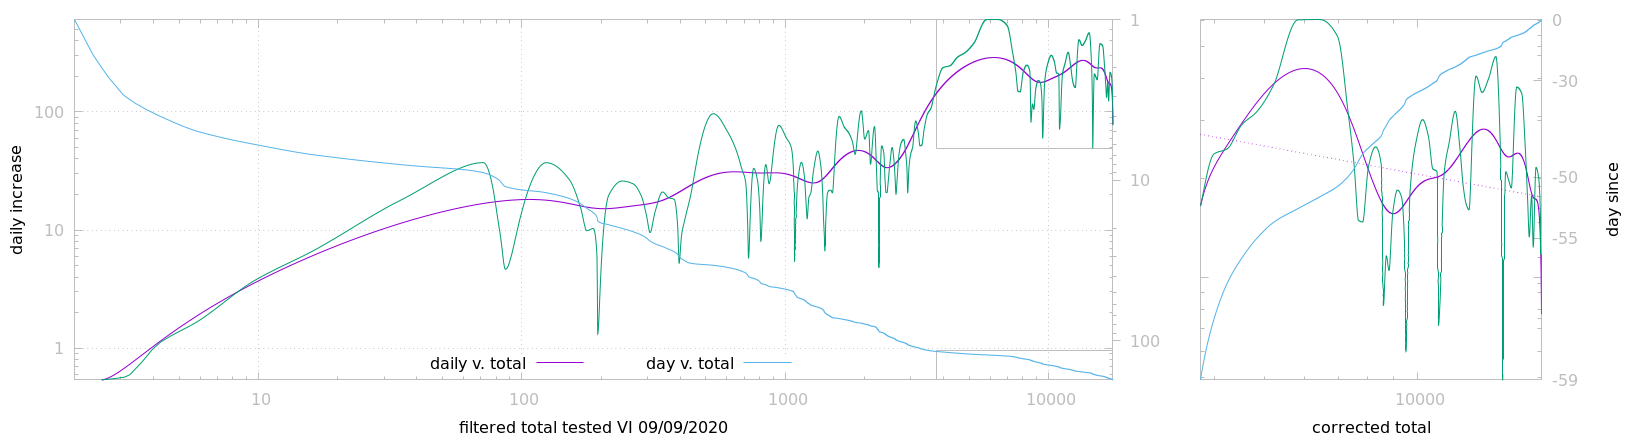 daily increase
100
10
1
10
100
1000
10000
filtered total tested VI 09/09/2020
daily v. total
day v. total
1
10
100
10000
corrected total
0
-30
-50
-55
-59
day since